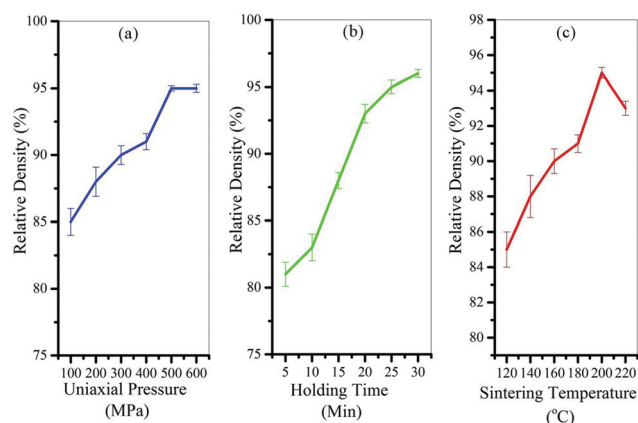 (a)
Relative Density (%)
100
95
90
85
80
75
100 200 300 400 500 600
Uniaxial Pressure
(MPa)
(b)
Relative Density (%)
100
95
90
85
80
75
5 10 15 20 25 30
Holding Time
(Min)
(c)
Relative Density (%)
98
96
94
92
90
88
86
84
82
80
120 140 160 180 200 220
Sintering Temperature
(°C)